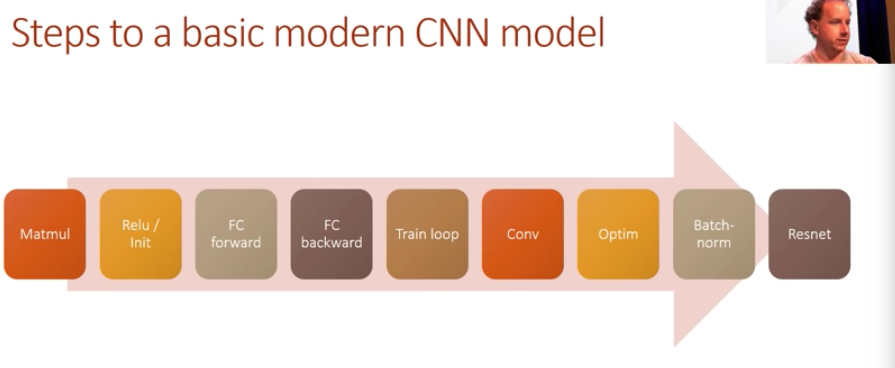 Steps to a basic modern CNN model
Matmul
Relu /
Init
FC
forward
FC
backward
Train loop
Conv
Optim
Batch-
norm
Resnet